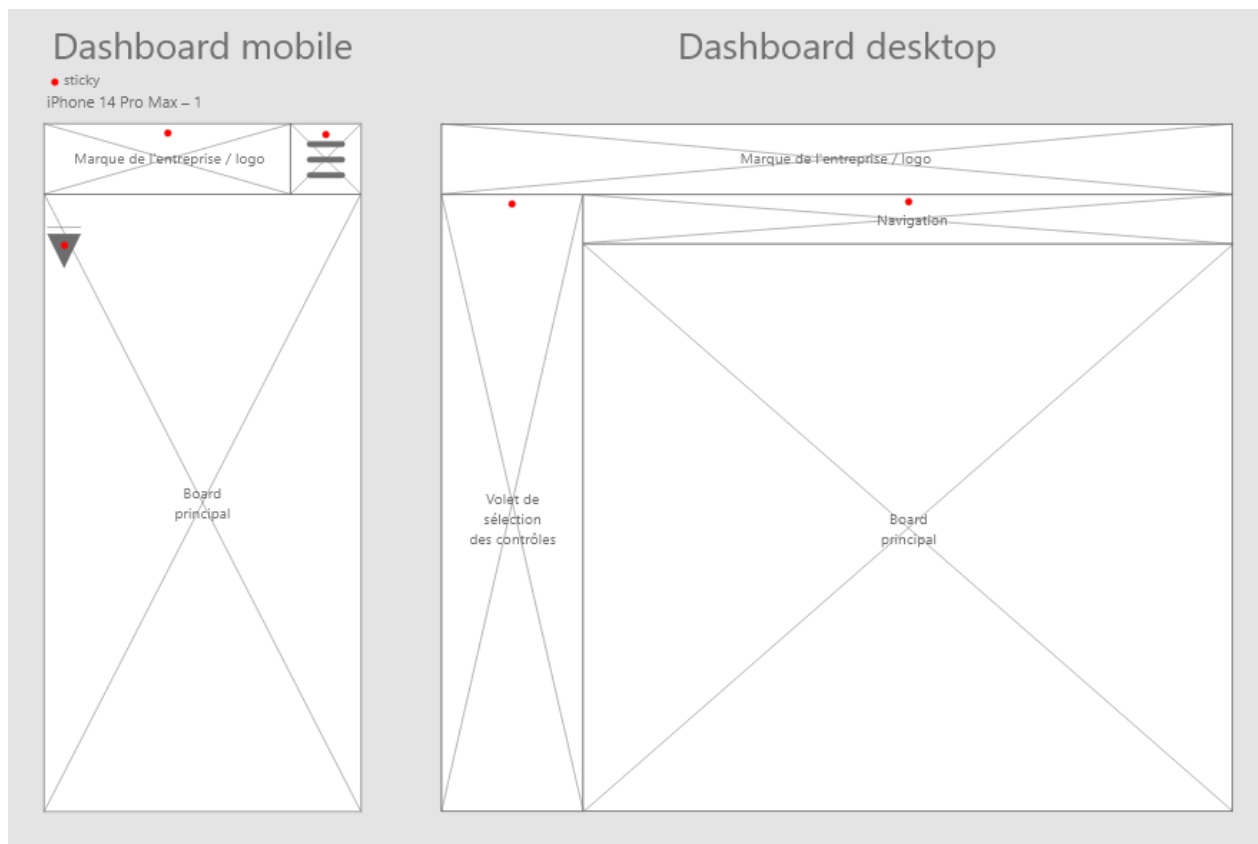 Dashboard mobile
Dashboard desktop
sticky
iPhone 14 Pro Max – 1
Marque de l'entreprise / logo
Marque de l'entreprise / logo
Navigation
Board
principal
Volet de
sélection
des contrôles
Board
principal